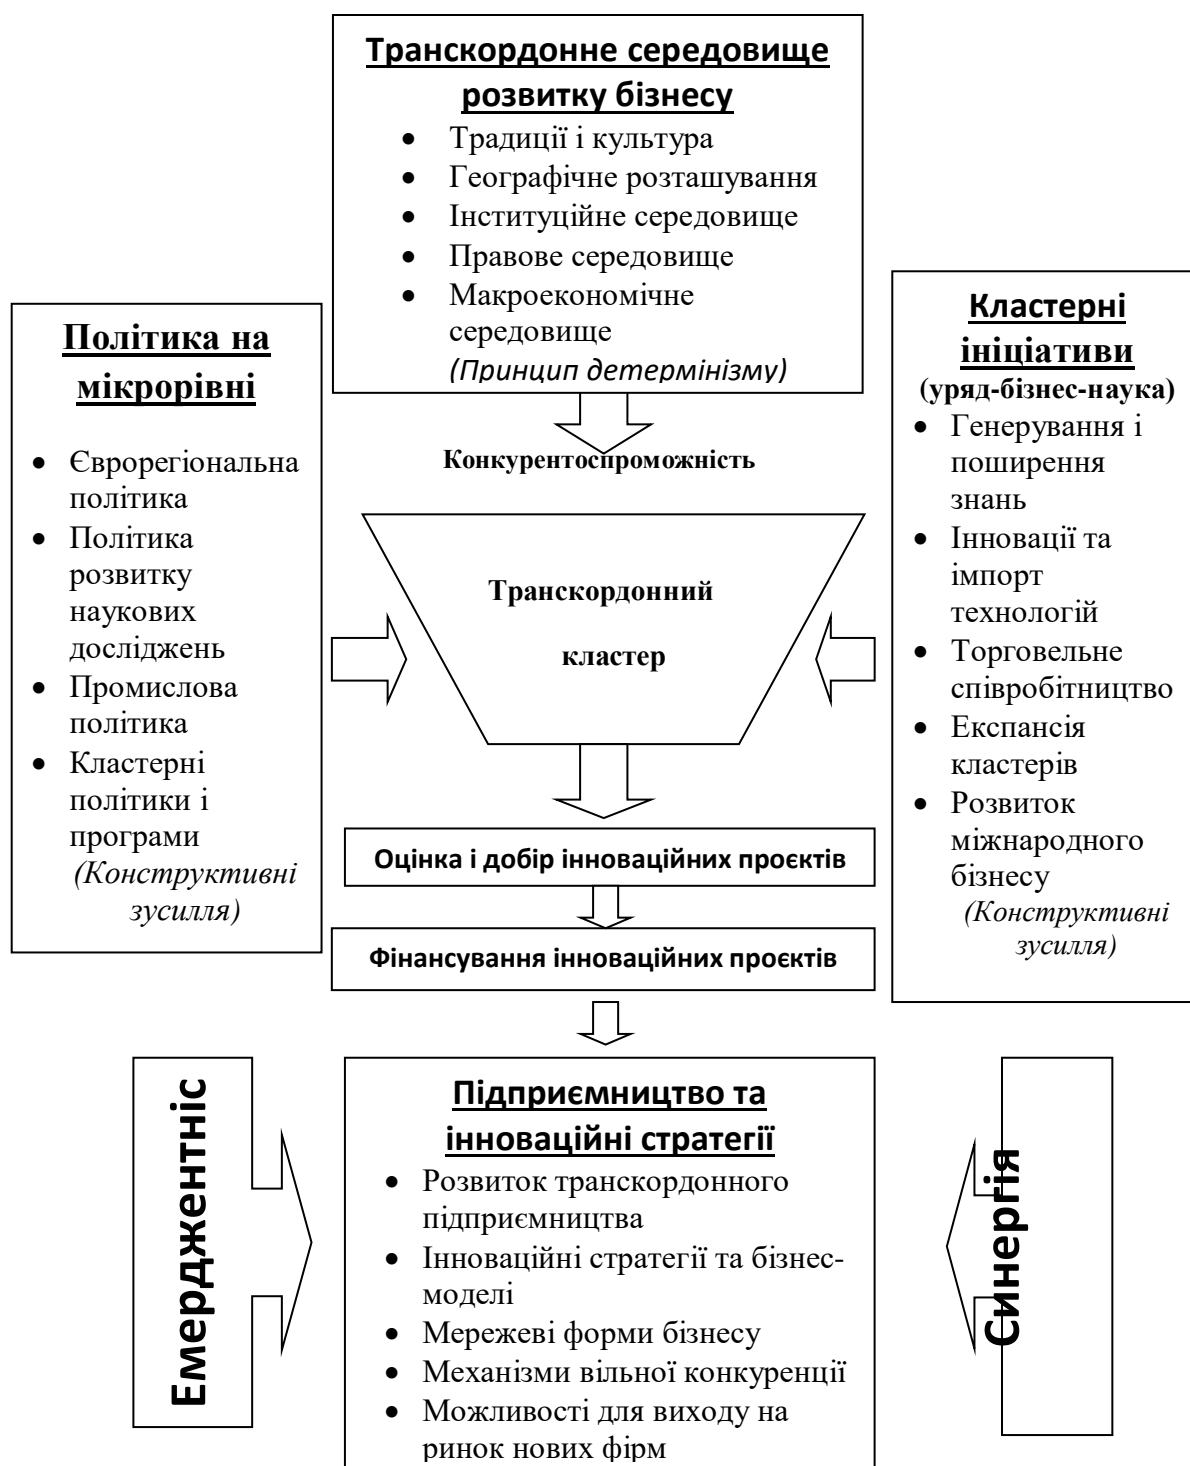 Транскордонне середовище
розвитку бізнесу
• Традиції і культура
• Географічне розташування
• Інституційне середовище
• Правове середовище
• Макроекономічне
середовище
(Принцип детермінізму)
Конкурентоспроможність
Політика на
мікрорівні
• Єврорегіональна
політика
• Політика
розвитку
наукових
досліджень
• Промислова
політика
• Кластерні
політики і
програми
(Конструктивні
зусилля)
Транскордонний
кластер
Кластерні
ініціативи
(уряд-бізнес-наука)
• Генерування і
поширення
знань
• Інновації та
імпорт
технологій
• Торговельне
співробітництво
• Експансія
кластерів
• Розвиток
міжнародного
бізнесу
(Конструктивні
зусилля)
Оцінка і добір інноваційних проєктів
Фінансування інноваційних проєктів
Емерджентніс
Підприємництво та
інноваційні стратегії
• Розвиток транскордонного
підприємництва
• Інноваційні стратегії та бізнес-
моделі
• Мережеві форми бізнесу
• Механізми вільної конкуренції
• Можливості для виходу на
ринок нових фірм
Синергія